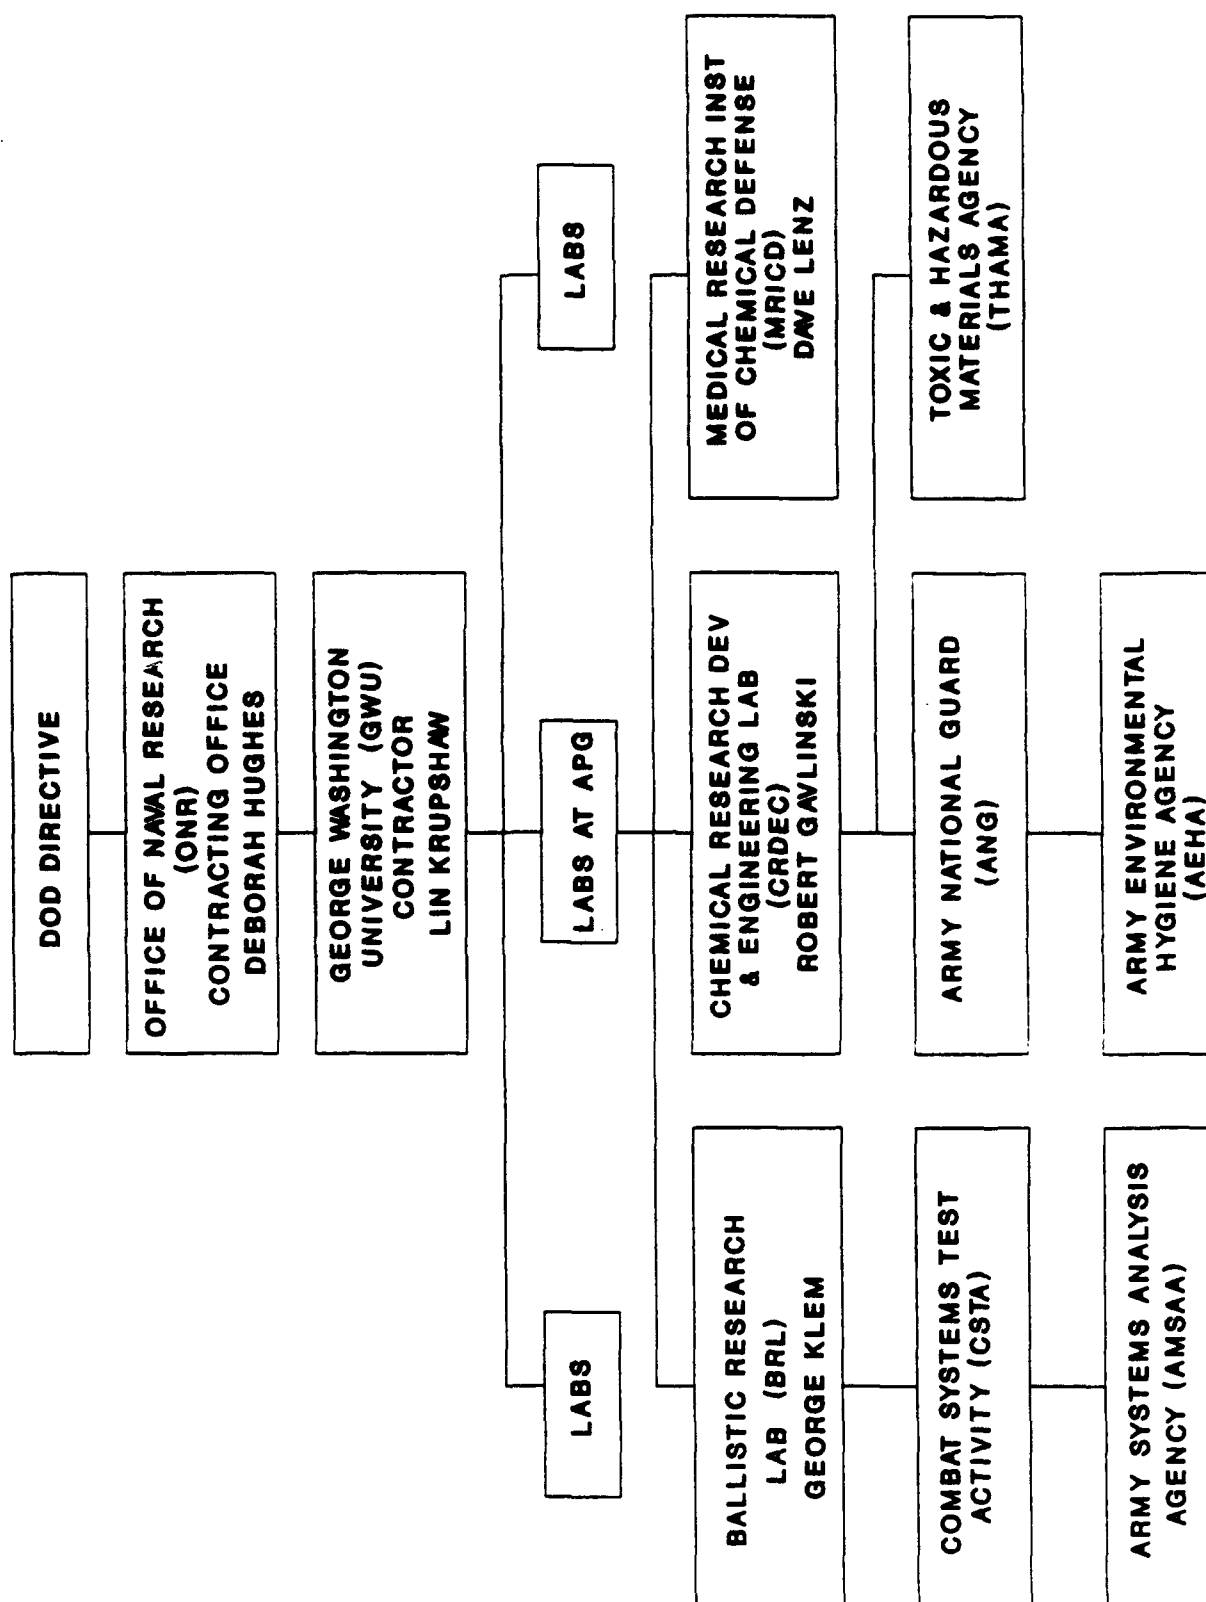 DOD DIRECTIVE
OFFICE OF NAVAL RESEARCH
(ONR)
CONTRACTING OFFICE
DEBORAH HUGHES
GEORGE WASHINGTON
UNIVERSITY (GWU)
CONTRACTOR
LIN KRUPSHAW
LABS
LABS AT APG
LABS
BALLISTIC RESEARCH
LAB (BRL)
GEORGE KLEM
CHEMICAL RESEARCH DEV
& ENGINEERING LAB
(CRDEC)
ROBERT GAVLINSKI
MEDICAL RESEARCH INST
OF CHEMICAL DEFENSE
(MRICD)
DAVE LENZ
COMBAT SYSTEMS TEST
ACTIVITY (CSTA)
ARMY NATIONAL GUARD
(ANG)
TOXIC & HAZARDOUS
MATERIALS AGENCY
(THAMA)
ARMY SYSTEMS ANALYSIS
AGENCY (AMSAA)
ARMY ENVIRONMENTAL
HYGIENE AGENCY
(AEHA)